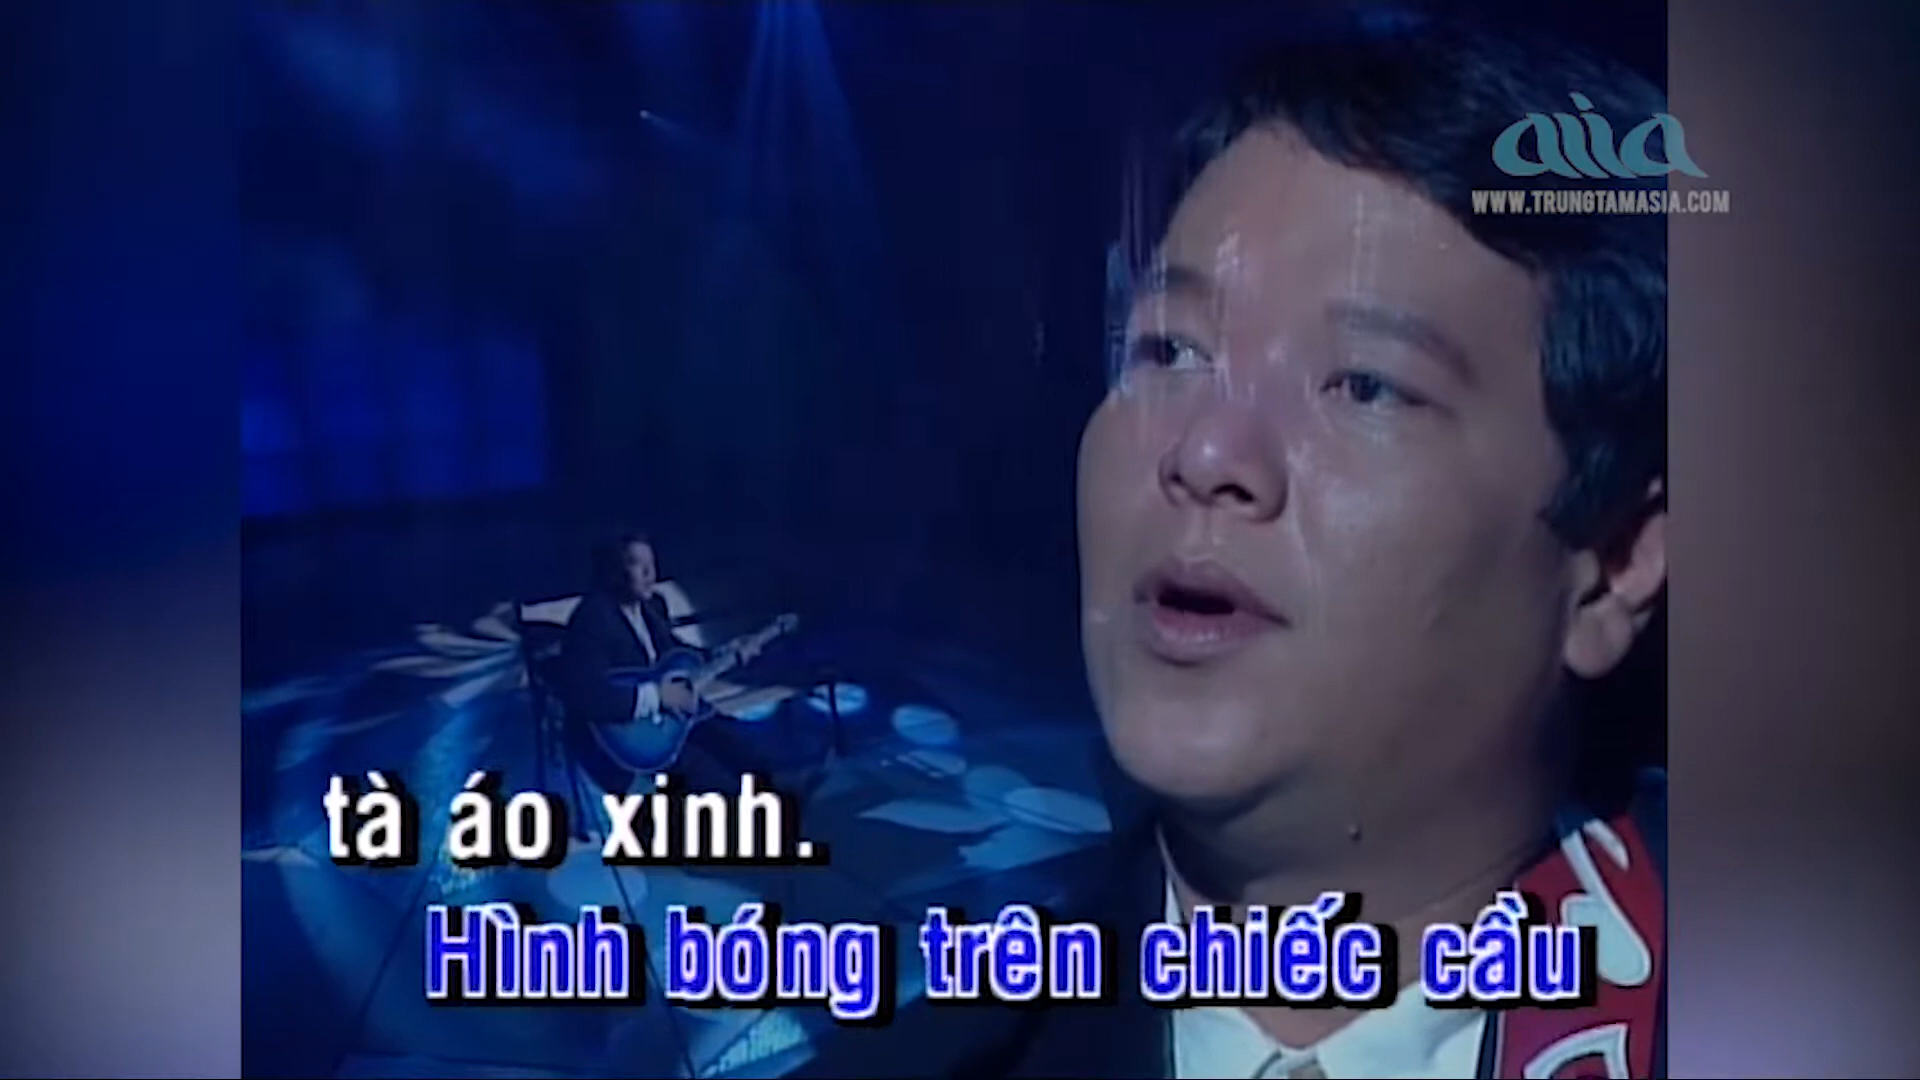 asia
WWW.TRUNGTAMASIA.COM
tà áo xinh.
Hình bóng trên chiếc cầu